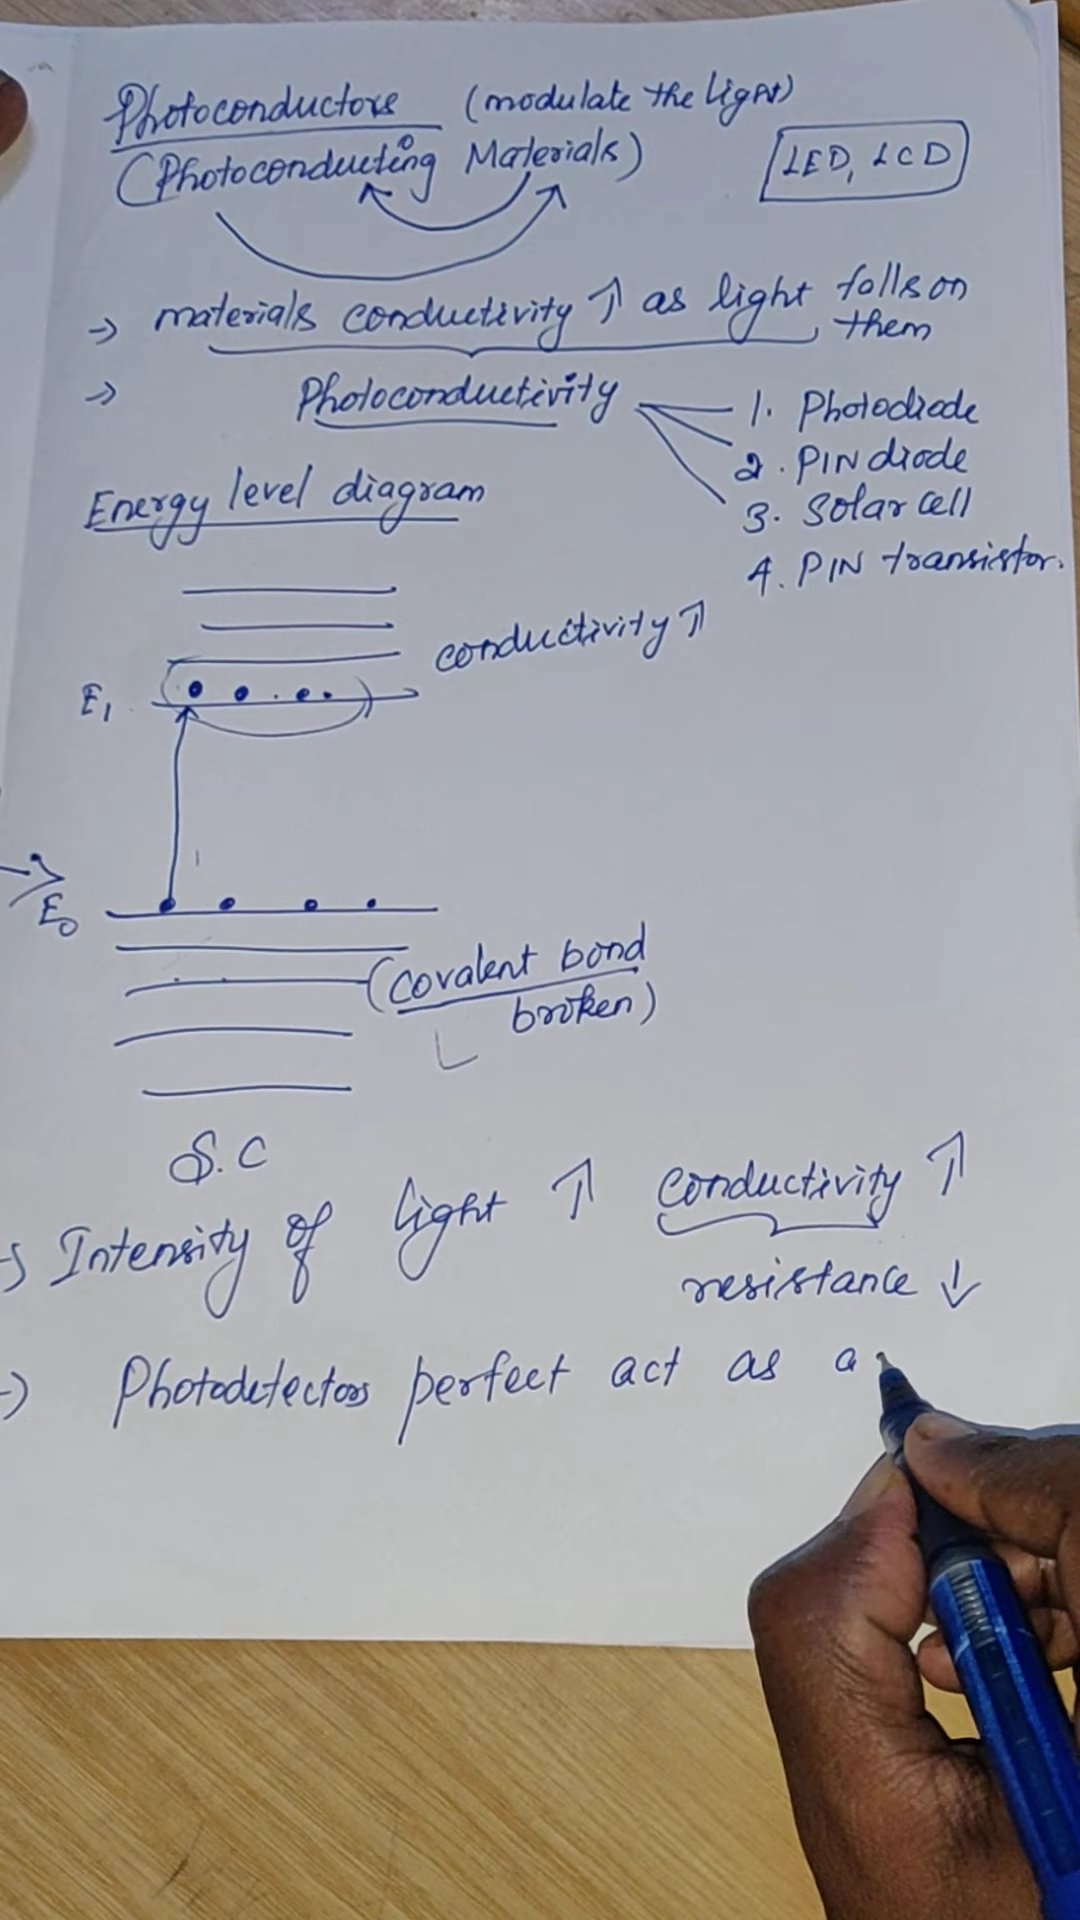 Photoconductors (modulate the light)
(Photoconducting Materials)
LED, LCD
→ materials conductivity ↑ as light falls on them
→ Photoconductivity
1. Photodiode
2. PIN diode
3. Solar cell
4. PIN transistor.
Energy level diagram
conductivity ↑
E₁
E₀
(covalent bond
broken)
S.C
→ Intensity of light ↑ conductivity ↑
resistance ↓
→ Photodetectors perfect act as a